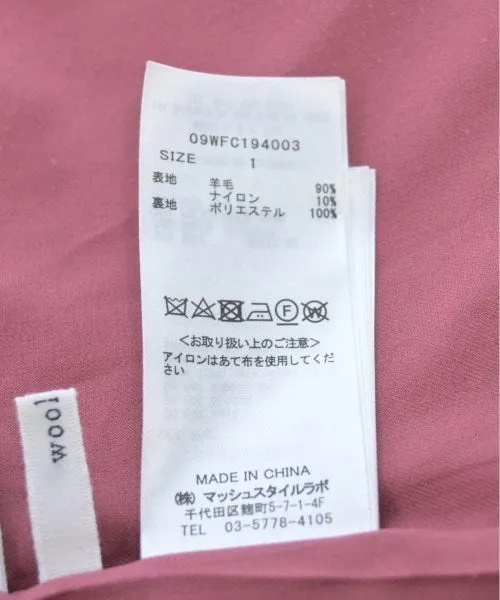 09WFC194003
SIZE 1
表地 羊毛 90%
ナイロン 10%
裏地 ポリエステル 100%
<お取り扱い上のご注意>
アイロンはあて布を使用してくだ
さい
MADE IN CHINA
(株) マッシュスタイルラボ
千代田区麹町5-7-1-4F
TEL 03-5778-4105
wool